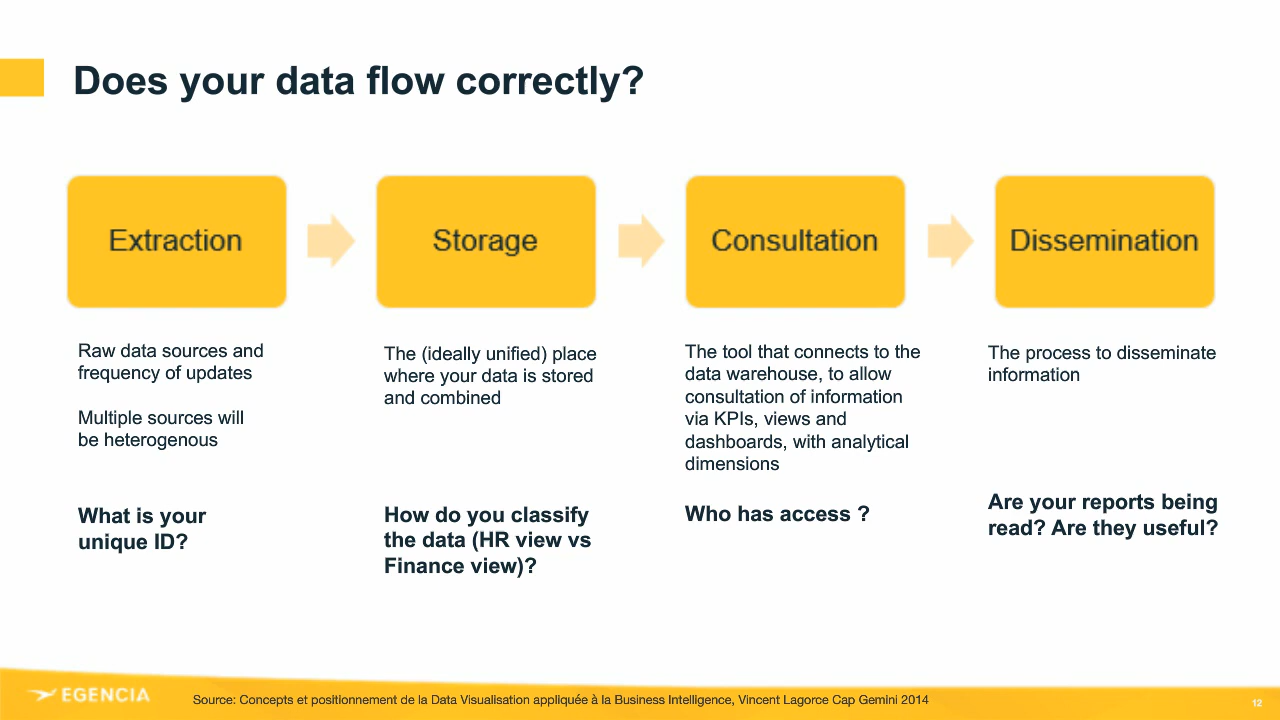 Does your data flow correctly?
Extraction
Storage
Consultation
Dissemination
Raw data sources and
frequency of updates
Multiple sources will
be heterogenous
What is your
unique ID?
The (ideally unified) place
where your data is stored
and combined
How do you classify
the data (HR view vs
Finance view)?
The tool that connects to the
data warehouse, to allow
consultation of information
via KPIs, views and
dashboards, with analytical
dimensions
Who has access ?
The process to disseminate
information
Are your reports being
read? Are they useful?
EGENCIA
Source: Concepts et positionnement de la Data Visualisation appliquée à la Business Intelligence, Vincent Lagorce Cap Gemini 2014
12